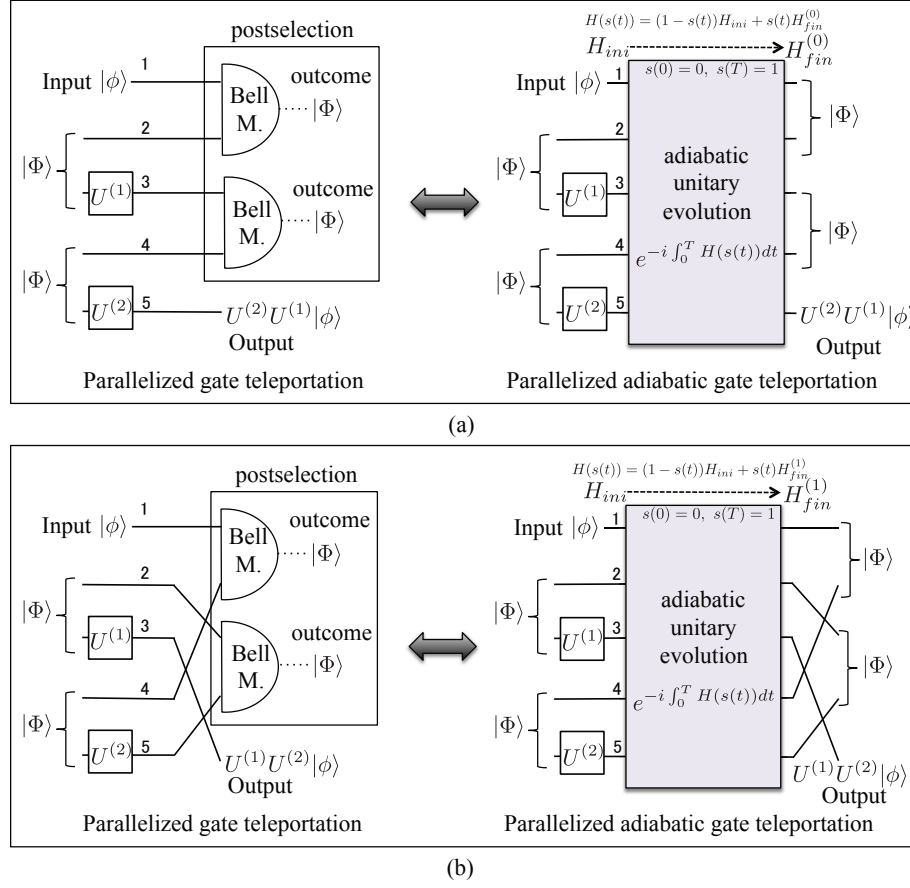 postselection
1
Input |ϕ⟩
Bell
M.
outcome
|Φ⟩
2
|Φ⟩
U^(1)
3
outcome
Bell
M.
|Φ⟩
4
|Φ⟩
U^(2)
5
U^(2)U^(1)|ϕ⟩
Output
Parallelized gate teleportation
H(s(t)) = (1 − s(t))H_ini + s(t)H_fin^(0)
H_ini
H_fin^(0)
s(0) = 0, s(T) = 1
1
Input |ϕ⟩
|Φ⟩
2
|Φ⟩
U^(1)
3
adiabatic
unitary
evolution
e^{−i ∫_0^T H(s(t))dt}
|Φ⟩
4
|Φ⟩
U^(2)
5
U^(2)U^(1)|ϕ⟩
Output
Parallelized adiabatic gate teleportation
(a)
postselection
1
Input |ϕ⟩
Bell
M.
outcome
|Φ⟩
2
|Φ⟩
U^(1)
3
outcome
Bell
M.
|Φ⟩
4
|Φ⟩
U^(2)
5
U^(1)U^(2)|ϕ⟩
Output
Parallelized gate teleportation
H(s(t)) = (1 − s(t))H_ini + s(t)H_fin^(1)
H_ini
H_fin^(1)
s(0) = 0, s(T) = 1
1
Input |ϕ⟩
|Φ⟩
2
|Φ⟩
U^(1)
3
adiabatic
unitary
evolution
e^{−i ∫_0^T H(s(t))dt}
|Φ⟩
4
|Φ⟩
U^(2)
5
U^(1)U^(2)|ϕ⟩
Output
Parallelized adiabatic gate teleportation
(b)